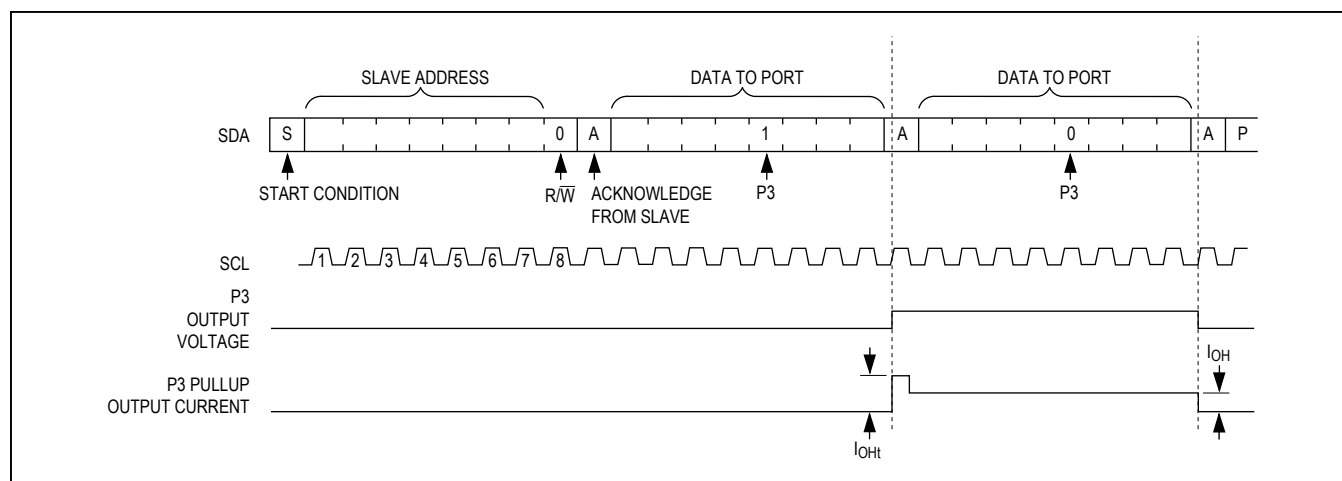 SLAVE ADDRESS DATA TO PORT DATA TO PORT
SDA S 0 A 1 A 0 A P
START CONDITION R/W̅ ACKNOWLEDGE FROM SLAVE P3 P3
SCL 1 2 3 4 5 6 7 8
P3
OUTPUT
VOLTAGE
IOH
P3 PULLUP
OUTPUT CURRENT
IOHt